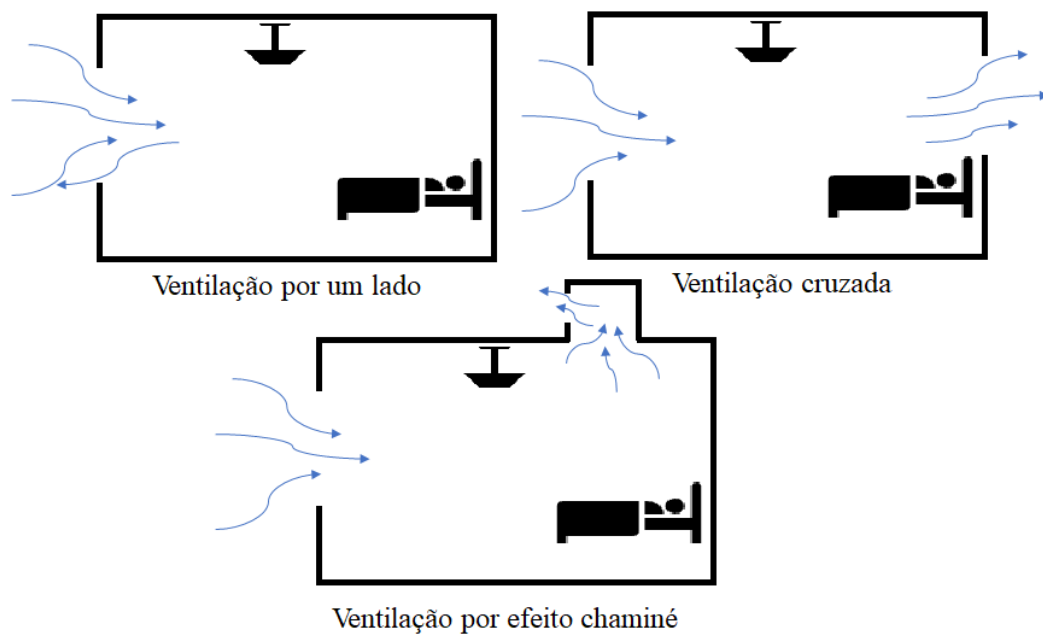 Ventilação por um lado
Ventilação cruzada
Ventilação por efeito chaminé